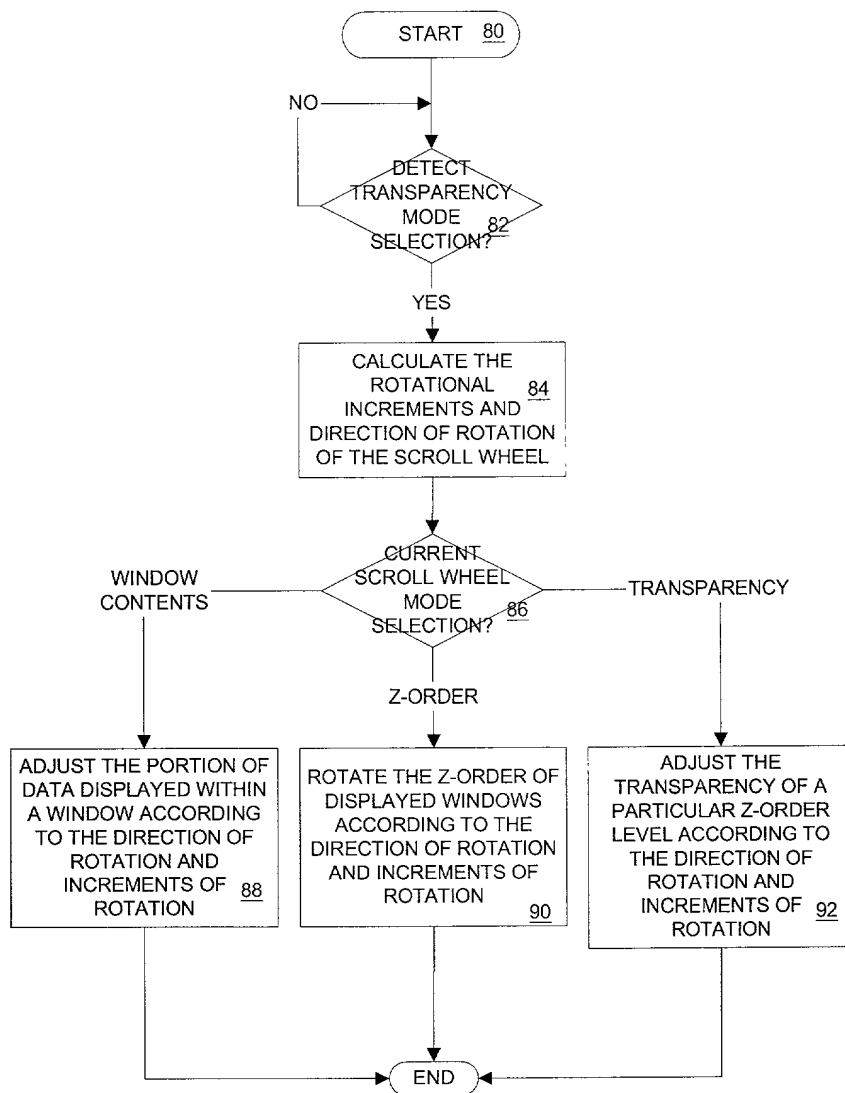 START 80
NO
DETECT
TRANSPARENCY
MODE
SELECTION? 82
YES
CALCULATE THE
ROTATIONAL
INCREMENTS AND
DIRECTION OF ROTATION
OF THE SCROLL WHEEL
84
CURRENT
SCROLL WHEEL
MODE
SELECTION? 86
WINDOW
CONTENTS
TRANSPARENCY
Z-ORDER
ADJUST THE PORTION OF
DATA DISPLAYED WITHIN
A WINDOW ACCORDING
TO THE DIRECTION OF
ROTATION AND
INCREMENTS OF
ROTATION
88
ROTATE THE Z-ORDER OF
DISPLAYED WINDOWS
ACCORDING TO THE
DIRECTION OF ROTATION
AND INCREMENTS OF
ROTATION
90
ADJUST THE
TRANSPARENCY OF A
PARTICULAR Z-ORDER
LEVEL ACCORDING TO
THE DIRECTION OF
ROTATION AND
INCREMENTS OF
ROTATION
92
END